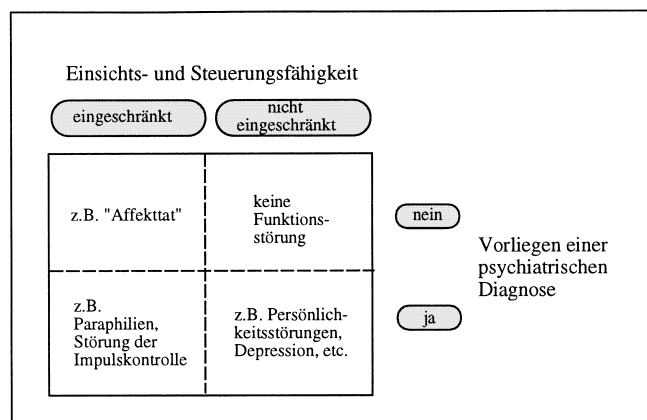 Einsichts- und Steuerungsfähigkeit
eingeschränkt
nicht
eingeschränkt
z.B. "Affekttat"
keine
Funktions-
störung
nein
Vorliegen einer
psychiatrischen
Diagnose
z.B.
Paraphilien,
Störung der
Impulskontrolle
z.B. Persönlich-
keitsstörungen,
Depression, etc.
ja